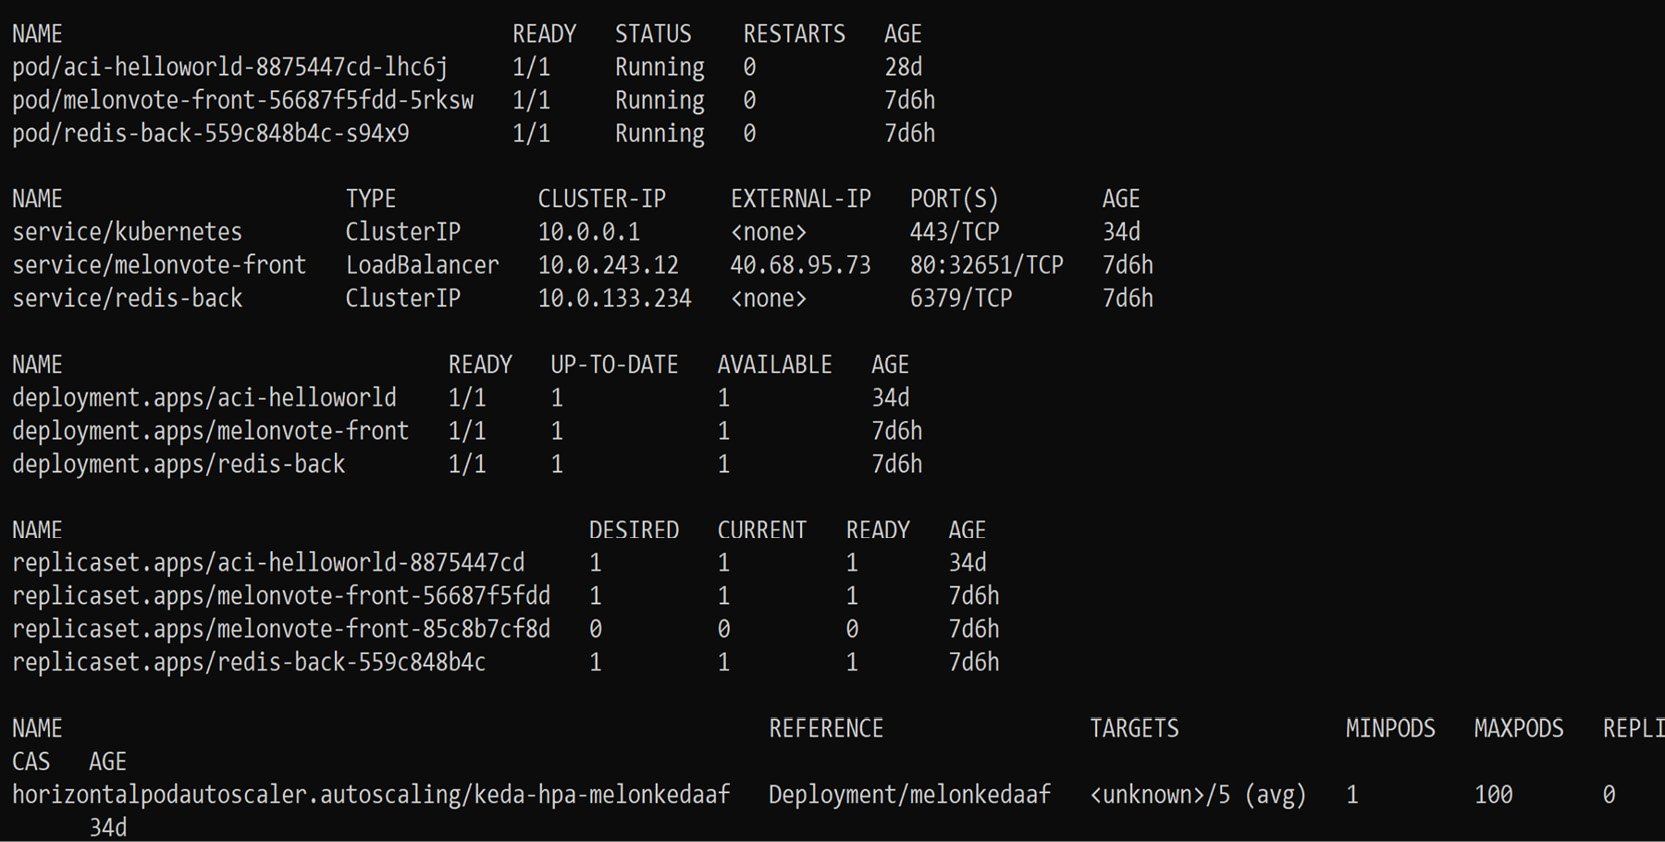 NAME READY STATUS RESTARTS AGE
pod/aci-helloworld-8875447cd-lhc6j 1/1 Running 0 28d
pod/melonvote-front-56687f5fdd-5rksw 1/1 Running 0 7d6h
pod/redis-back-559c848b4c-s94x9 1/1 Running 0 7d6h
NAME TYPE CLUSTER-IP EXTERNAL-IP PORT(S) AGE
service/kubernetes ClusterIP 10.0.0.1 <none> 443/TCP 34d
service/melonvote-front LoadBalancer 10.0.243.12 40.68.95.73 80:32651/TCP 7d6h
service/redis-back ClusterIP 10.0.133.234 <none> 6379/TCP 7d6h
NAME READY UP-TO-DATE AVAILABLE AGE
deployment.apps/aci-helloworld 1/1 1 1 34d
deployment.apps/melonvote-front 1/1 1 1 7d6h
deployment.apps/redis-back 1/1 1 1 7d6h
NAME DESIRED CURRENT READY AGE
replicaset.apps/aci-helloworld-8875447cd 1 1 1 34d
replicaset.apps/melonvote-front-56687f5fdd 1 1 1 7d6h
replicaset.apps/melonvote-front-85c8b7cf8d 0 0 0 7d6h
replicaset.apps/redis-back-559c848b4c 1 1 1 7d6h
NAME REFERENCE TARGETS MINPODS MAXPODS REPLI
CAS AGE
horizontalpodautoscaler.autoscaling/keda-hpa-melonkedaaf Deployment/melonkedaaf <unknown>/5 (avg) 1 100 0
34d